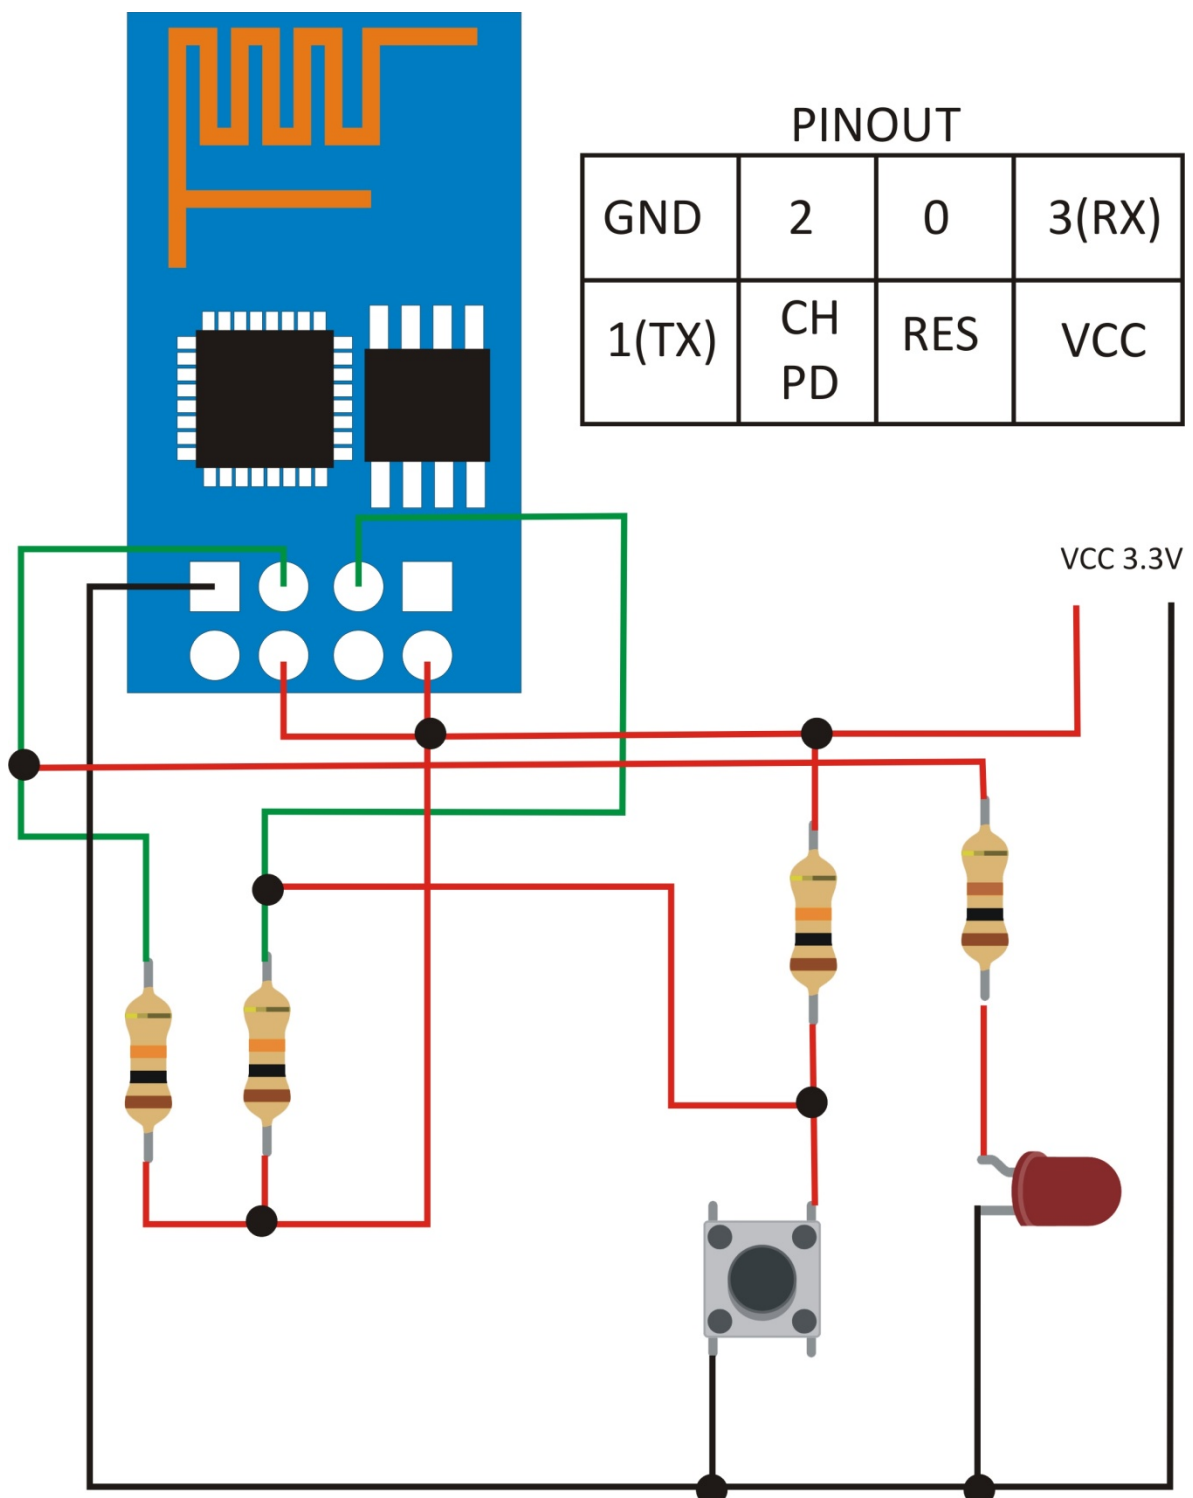 PINOUT
GND 2 0 3(RX)
1(TX) CH PD RES VCC
VCC 3.3V